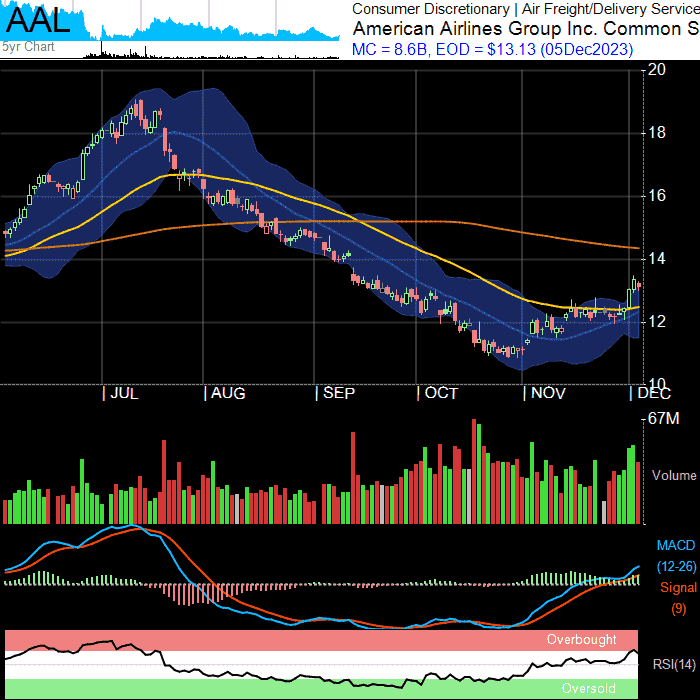 AAL
5yr Chart
Consumer Discretionary | Air Freight/Delivery Service
American Airlines Group Inc. Common S
MC = 8.6B, EOD = $13.13 (05Dec2023)
20
18
16
14
12
10
| JUL | AUG | SEP | OCT | NOV | DEC
67M
Volume
MACD
(12-26)
Signal
(9)
Overbought
RSI(14)
Oversold